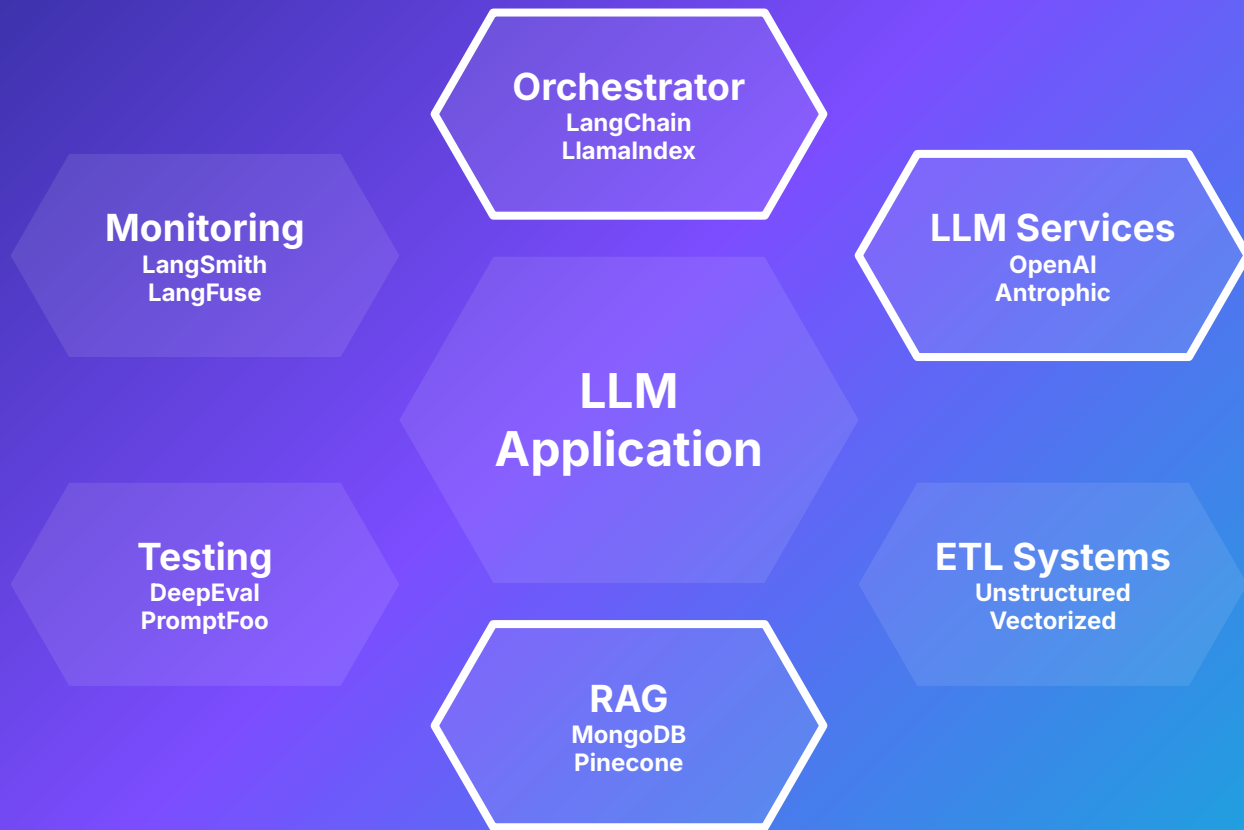 Orchestrator
LangChain
LlamaIndex
Monitoring
LangSmith
LangFuse
LLM Services
OpenAI
Antrophic
LLM
Application
Testing
DeepEval
PromptFoo
ETL Systems
Unstructured
Vectorized
RAG
MongoDB
Pinecone